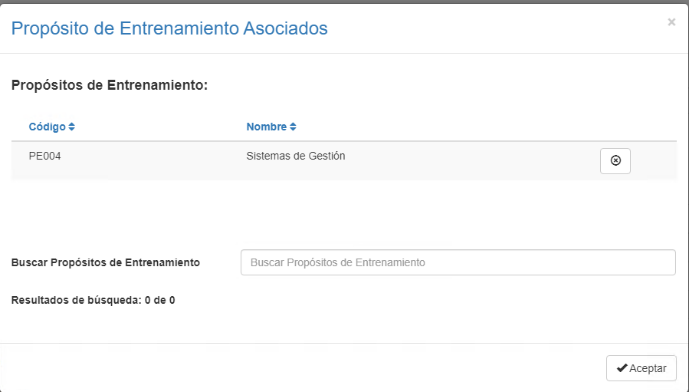 Propósito de Entrenamiento Asociados
×
Propósitos de Entrenamiento:
Código Nombre
PE004 Sistemas de Gestión
Buscar Propósitos de Entrenamiento Buscar Propósitos de Entrenamiento
Resultados de búsqueda: 0 de 0
Aceptar